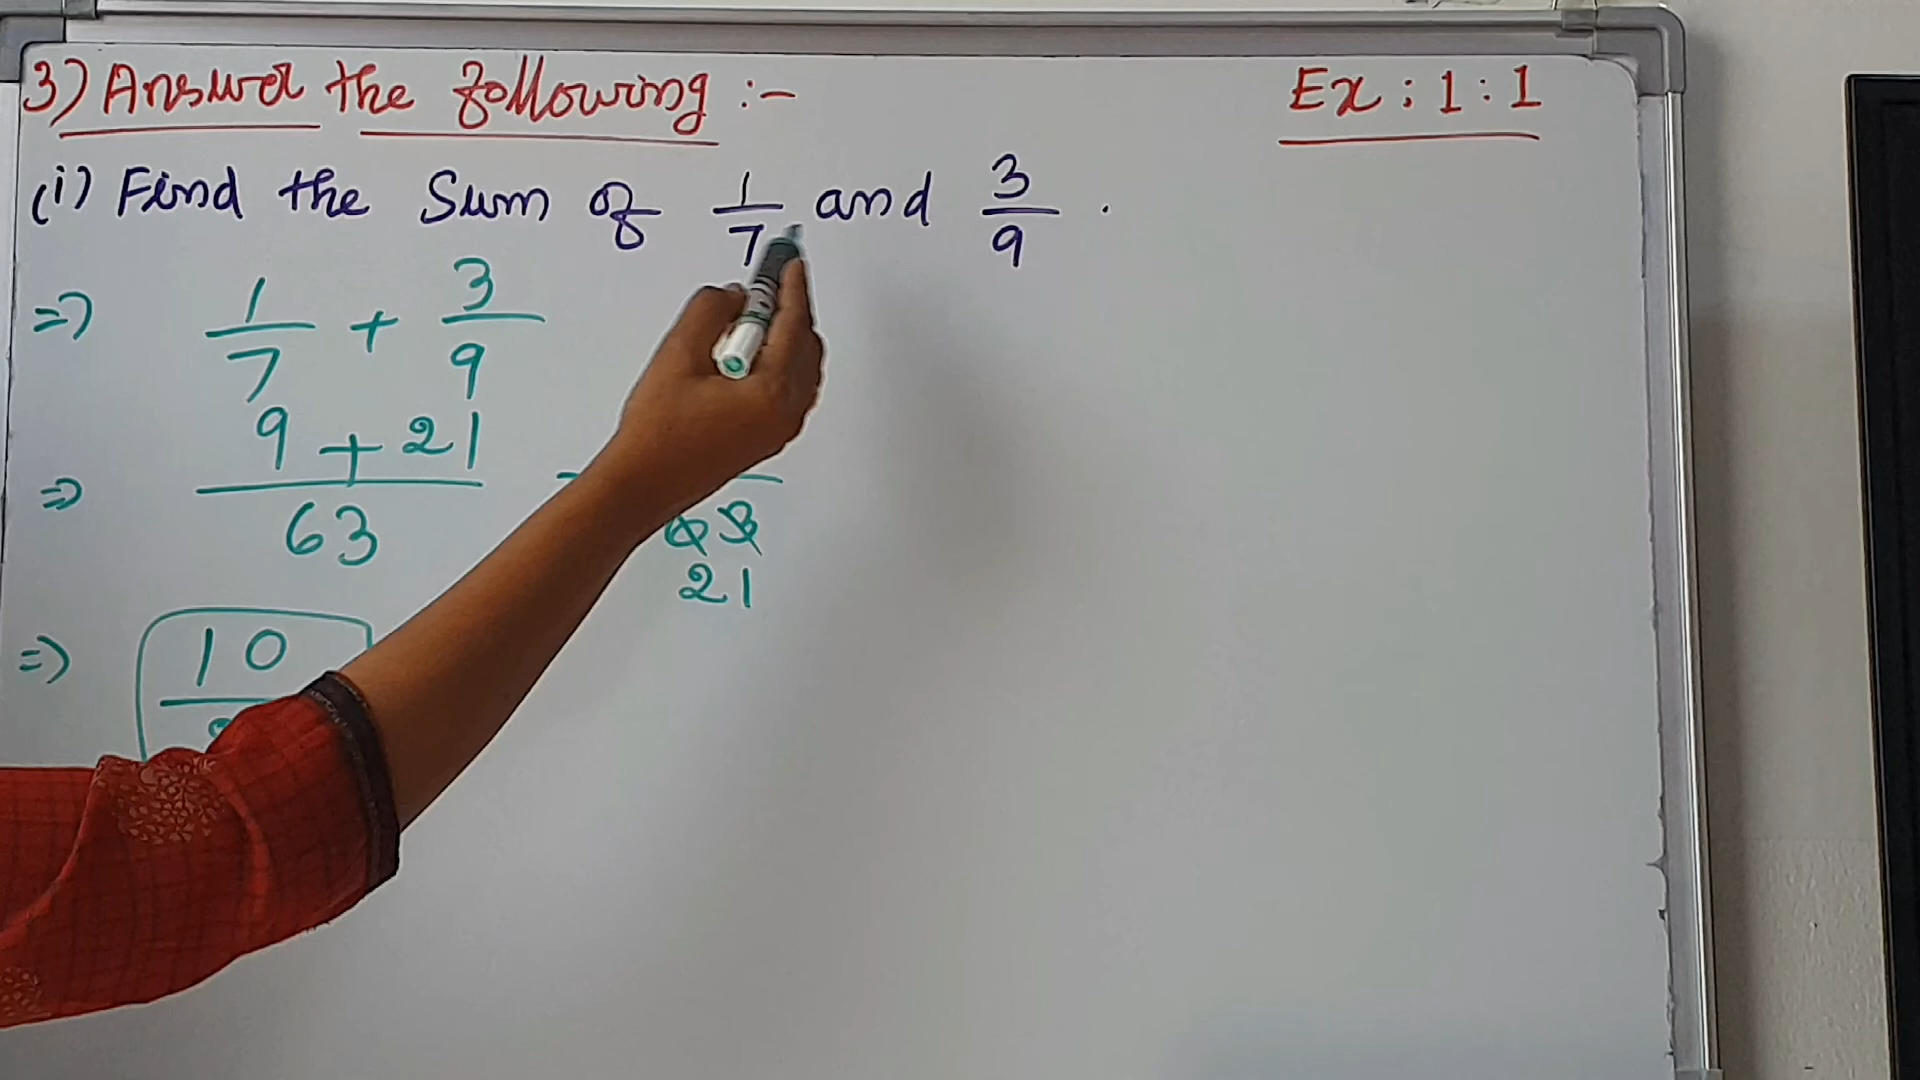 3) Answer the following :-
Ex : 1 : 1
(i) Find the Sum of 1/7 and 3/9 .
=> 1/7 + 3/9
=> 9 + 21 / 63
63
21
=> 10